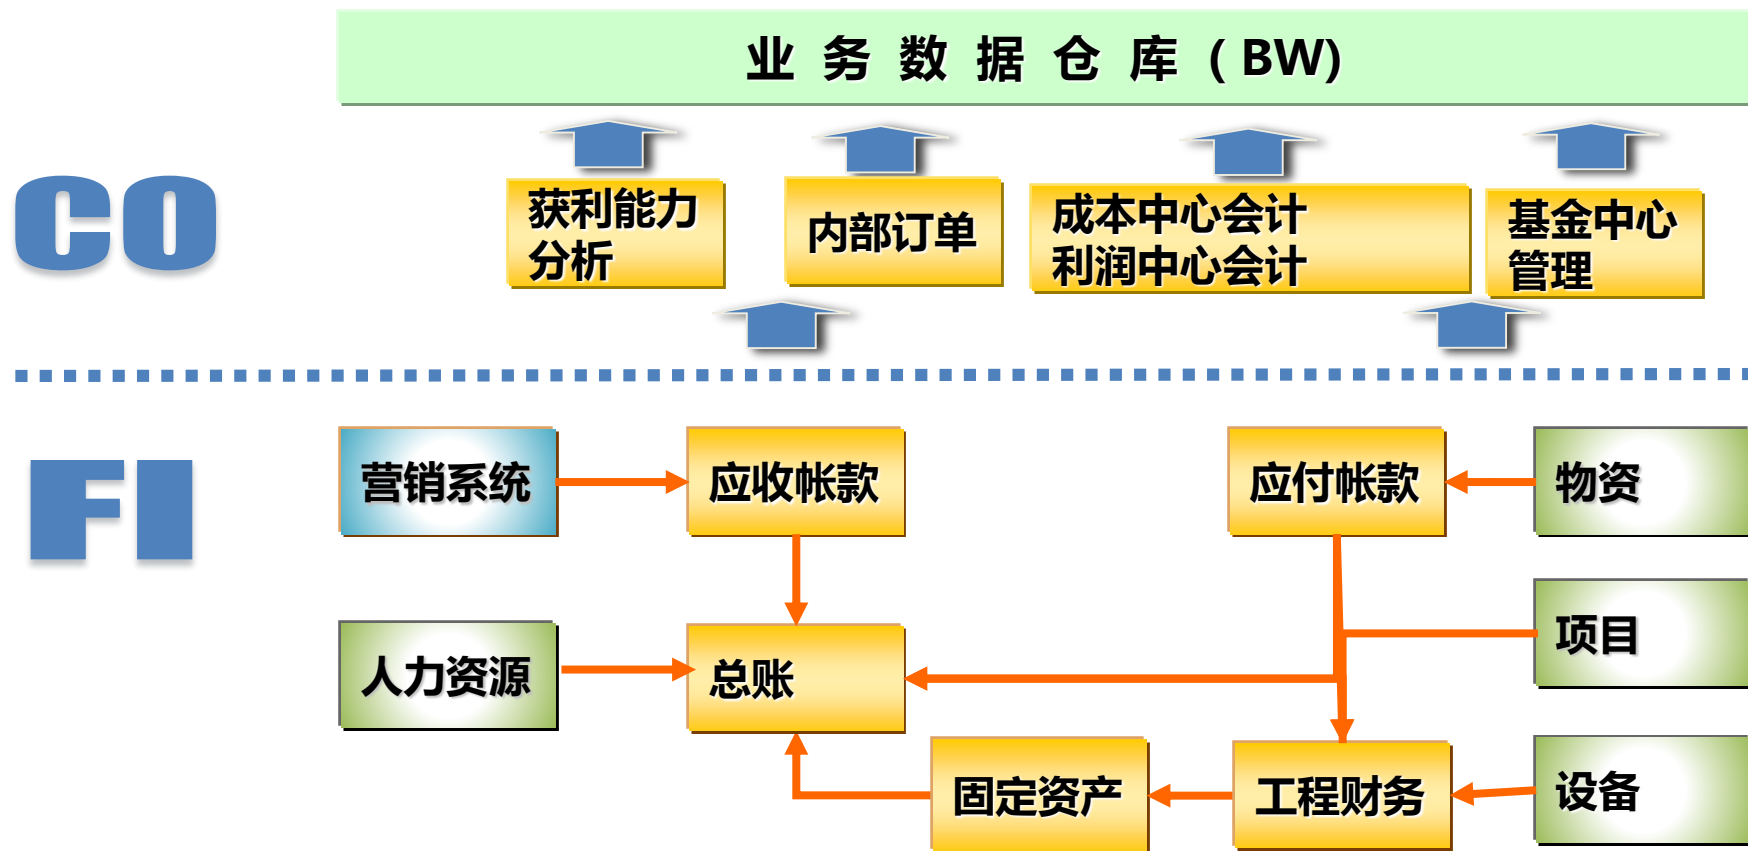 业 务 数 据 仓 库 ( BW)
CO
获利能力
分析
内部订单
成本中心会计
利润中心会计
基金中心
管理
FI
营销系统
应收帐款
应付帐款
物资
项目
人力资源
总账
固定资产
工程财务
设备